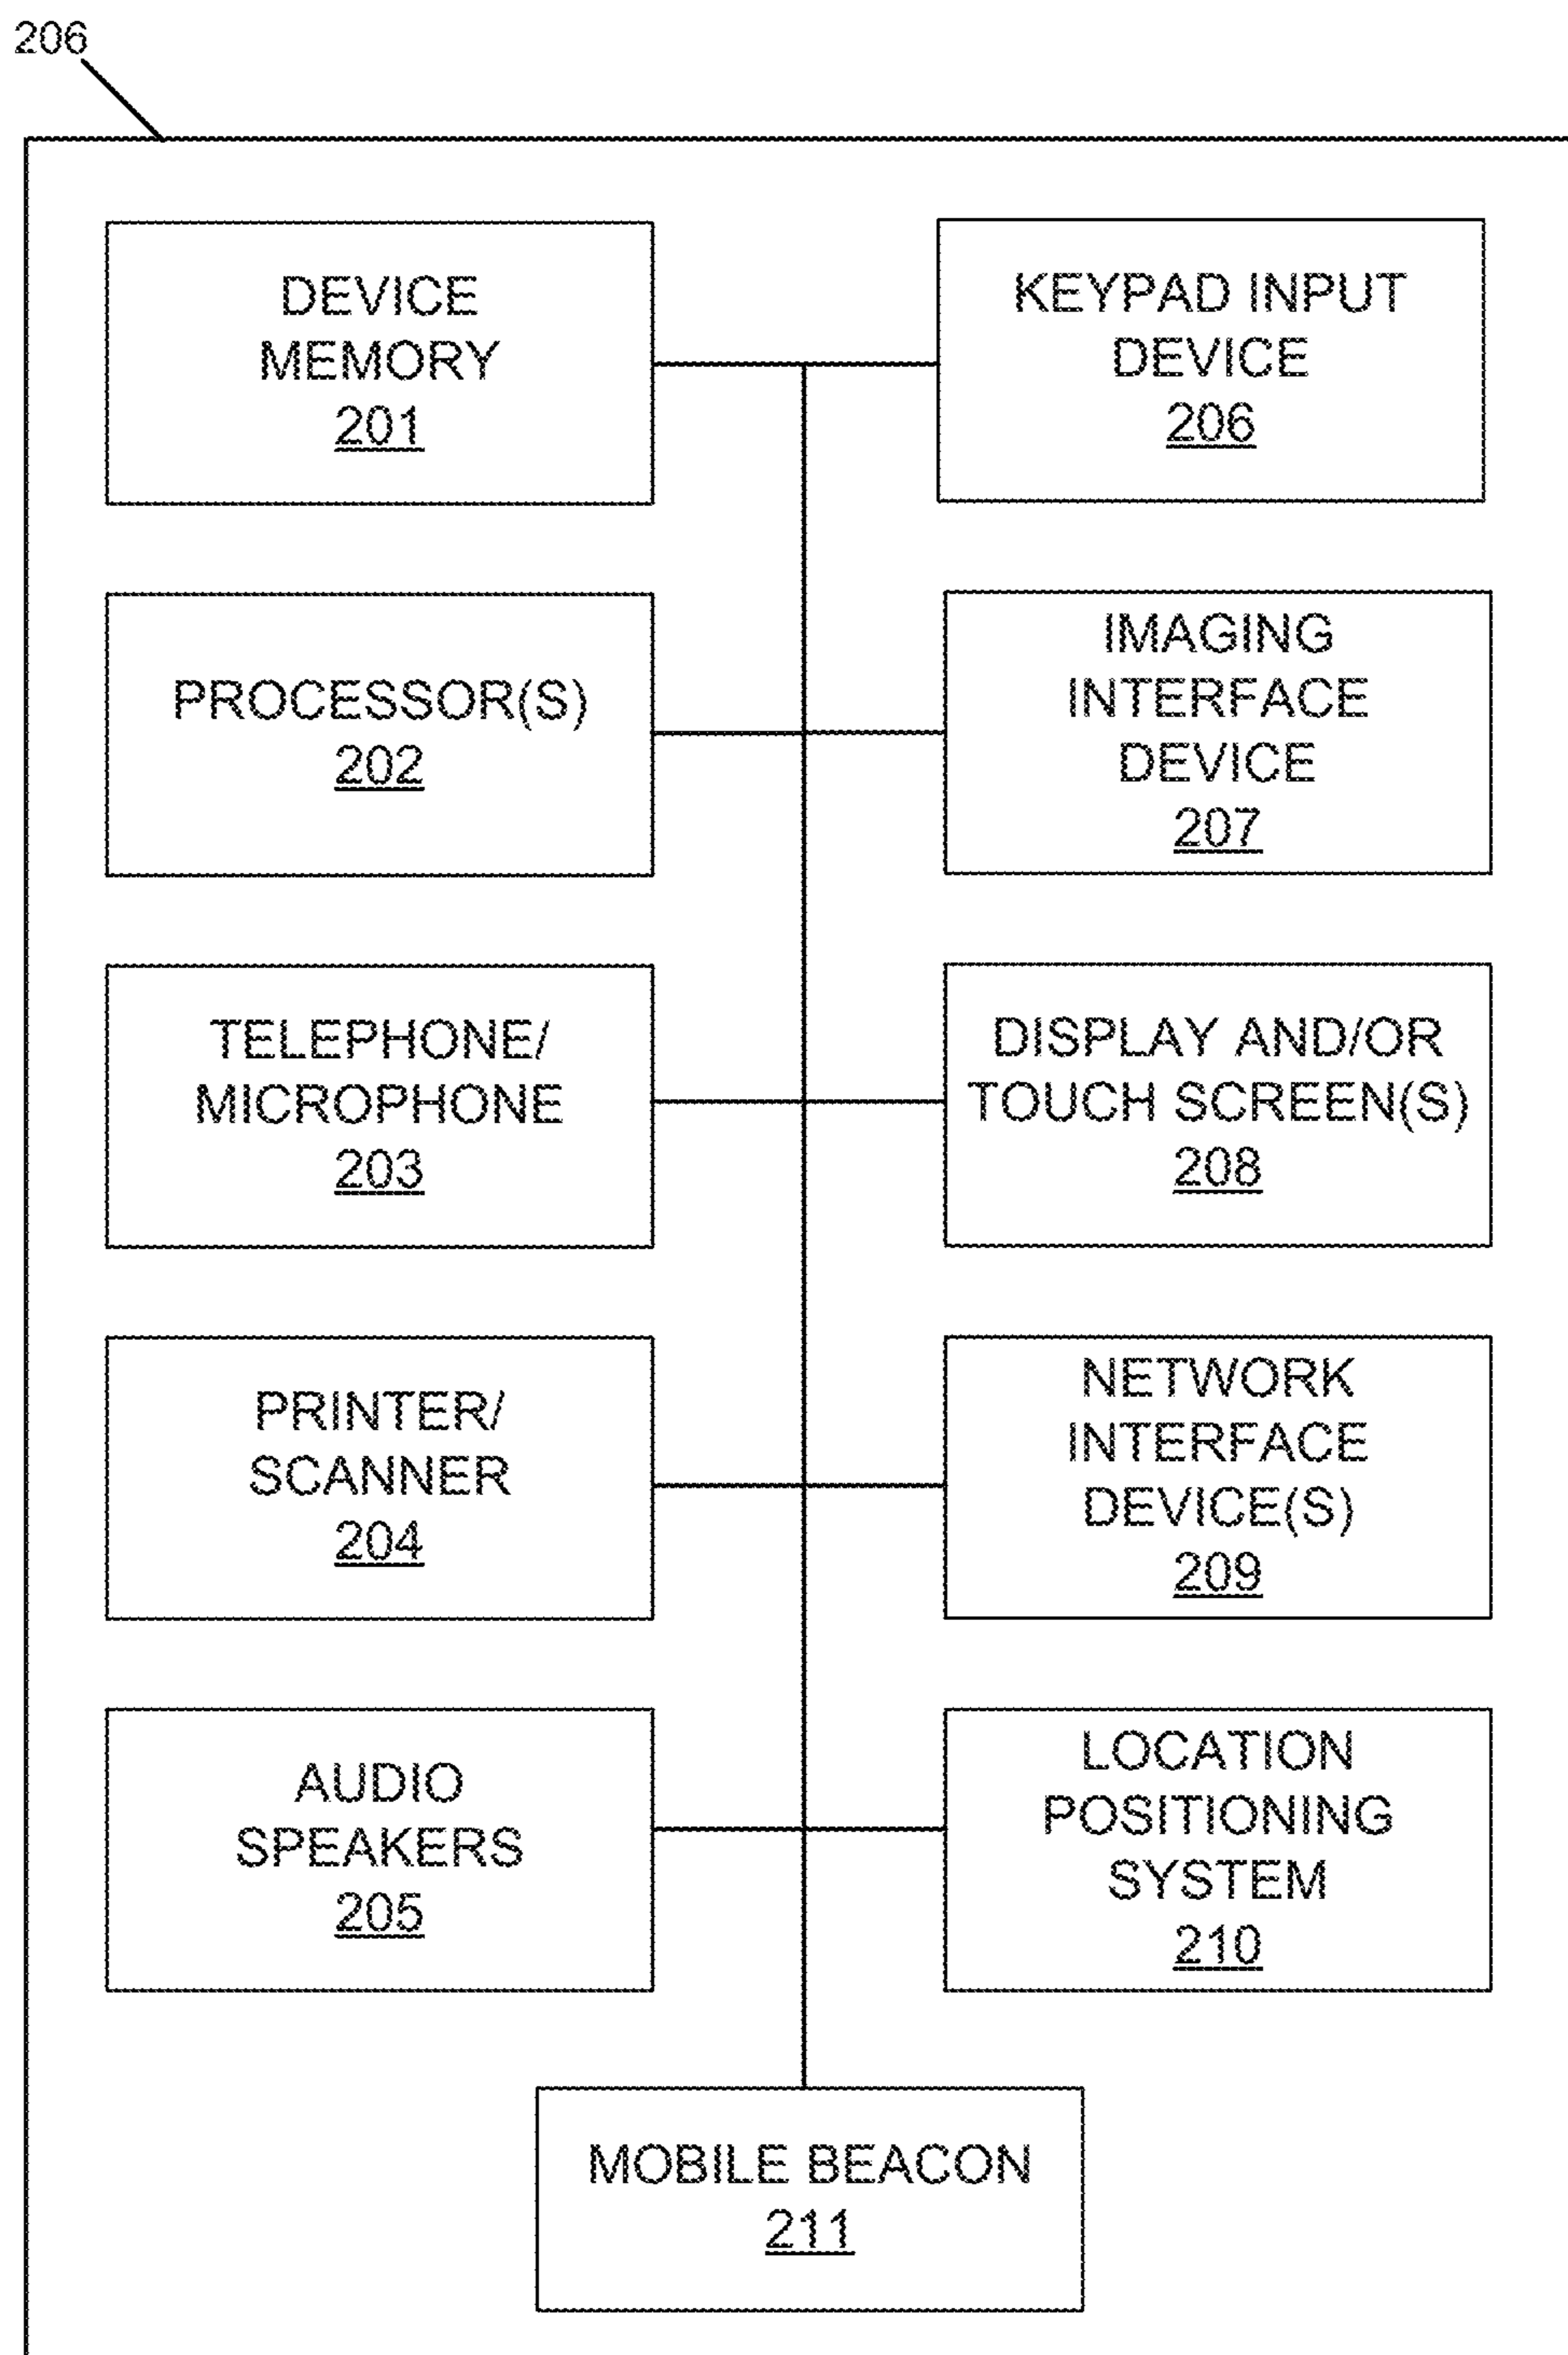 206
DEVICE
MEMORY
201
KEYPAD INPUT
DEVICE
206
PROCESSOR(S)
202
IMAGING
INTERFACE
DEVICE
207
TELEPHONE/
MICROPHONE
203
DISPLAY AND/OR
TOUCH SCREEN(S)
208
PRINTER/
SCANNER
204
NETWORK
INTERFACE
DEVICE(S)
209
AUDIO
SPEAKERS
205
LOCATION
POSITIONING
SYSTEM
210
MOBILE BEACON
211